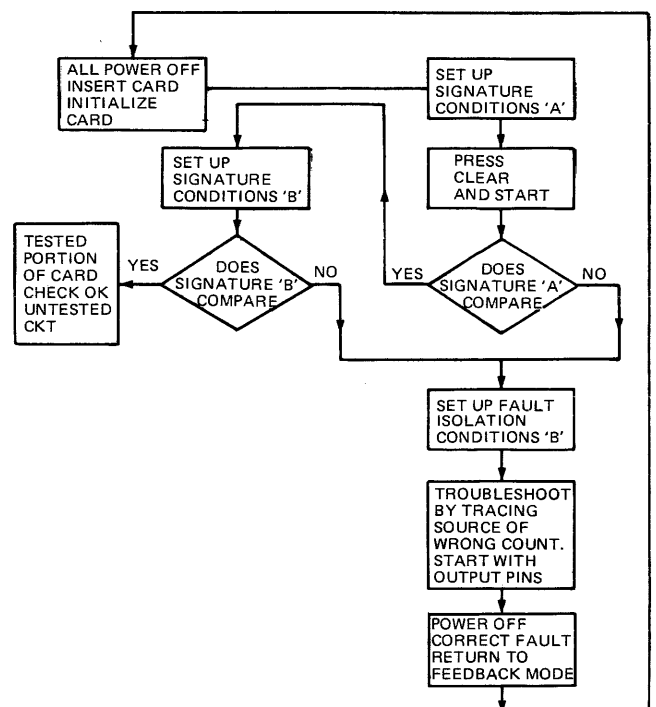 ALL POWER OFF
INSERT CARD
INITIALIZE
CARD
SET UP
SIGNATURE
CONDITIONS 'A'
SET UP
SIGNATURE
CONDITIONS 'B'
PRESS
CLEAR
AND START
TESTED
PORTION
OF CARD
CHECK OK
UNTESTED
CKT
YES
DOES
SIGNATURE 'B'
COMPARE
NO
YES
DOES
SIGNATURE 'A'
COMPARE
NO
SET UP FAULT
ISOLATION
CONDITIONS 'B'
TROUBLESHOOT
BY TRACING
SOURCE OF
WRONG COUNT.
START WITH
OUTPUT PINS
POWER OFF
CORRECT FAULT
RETURN TO
FEEDBACK MODE